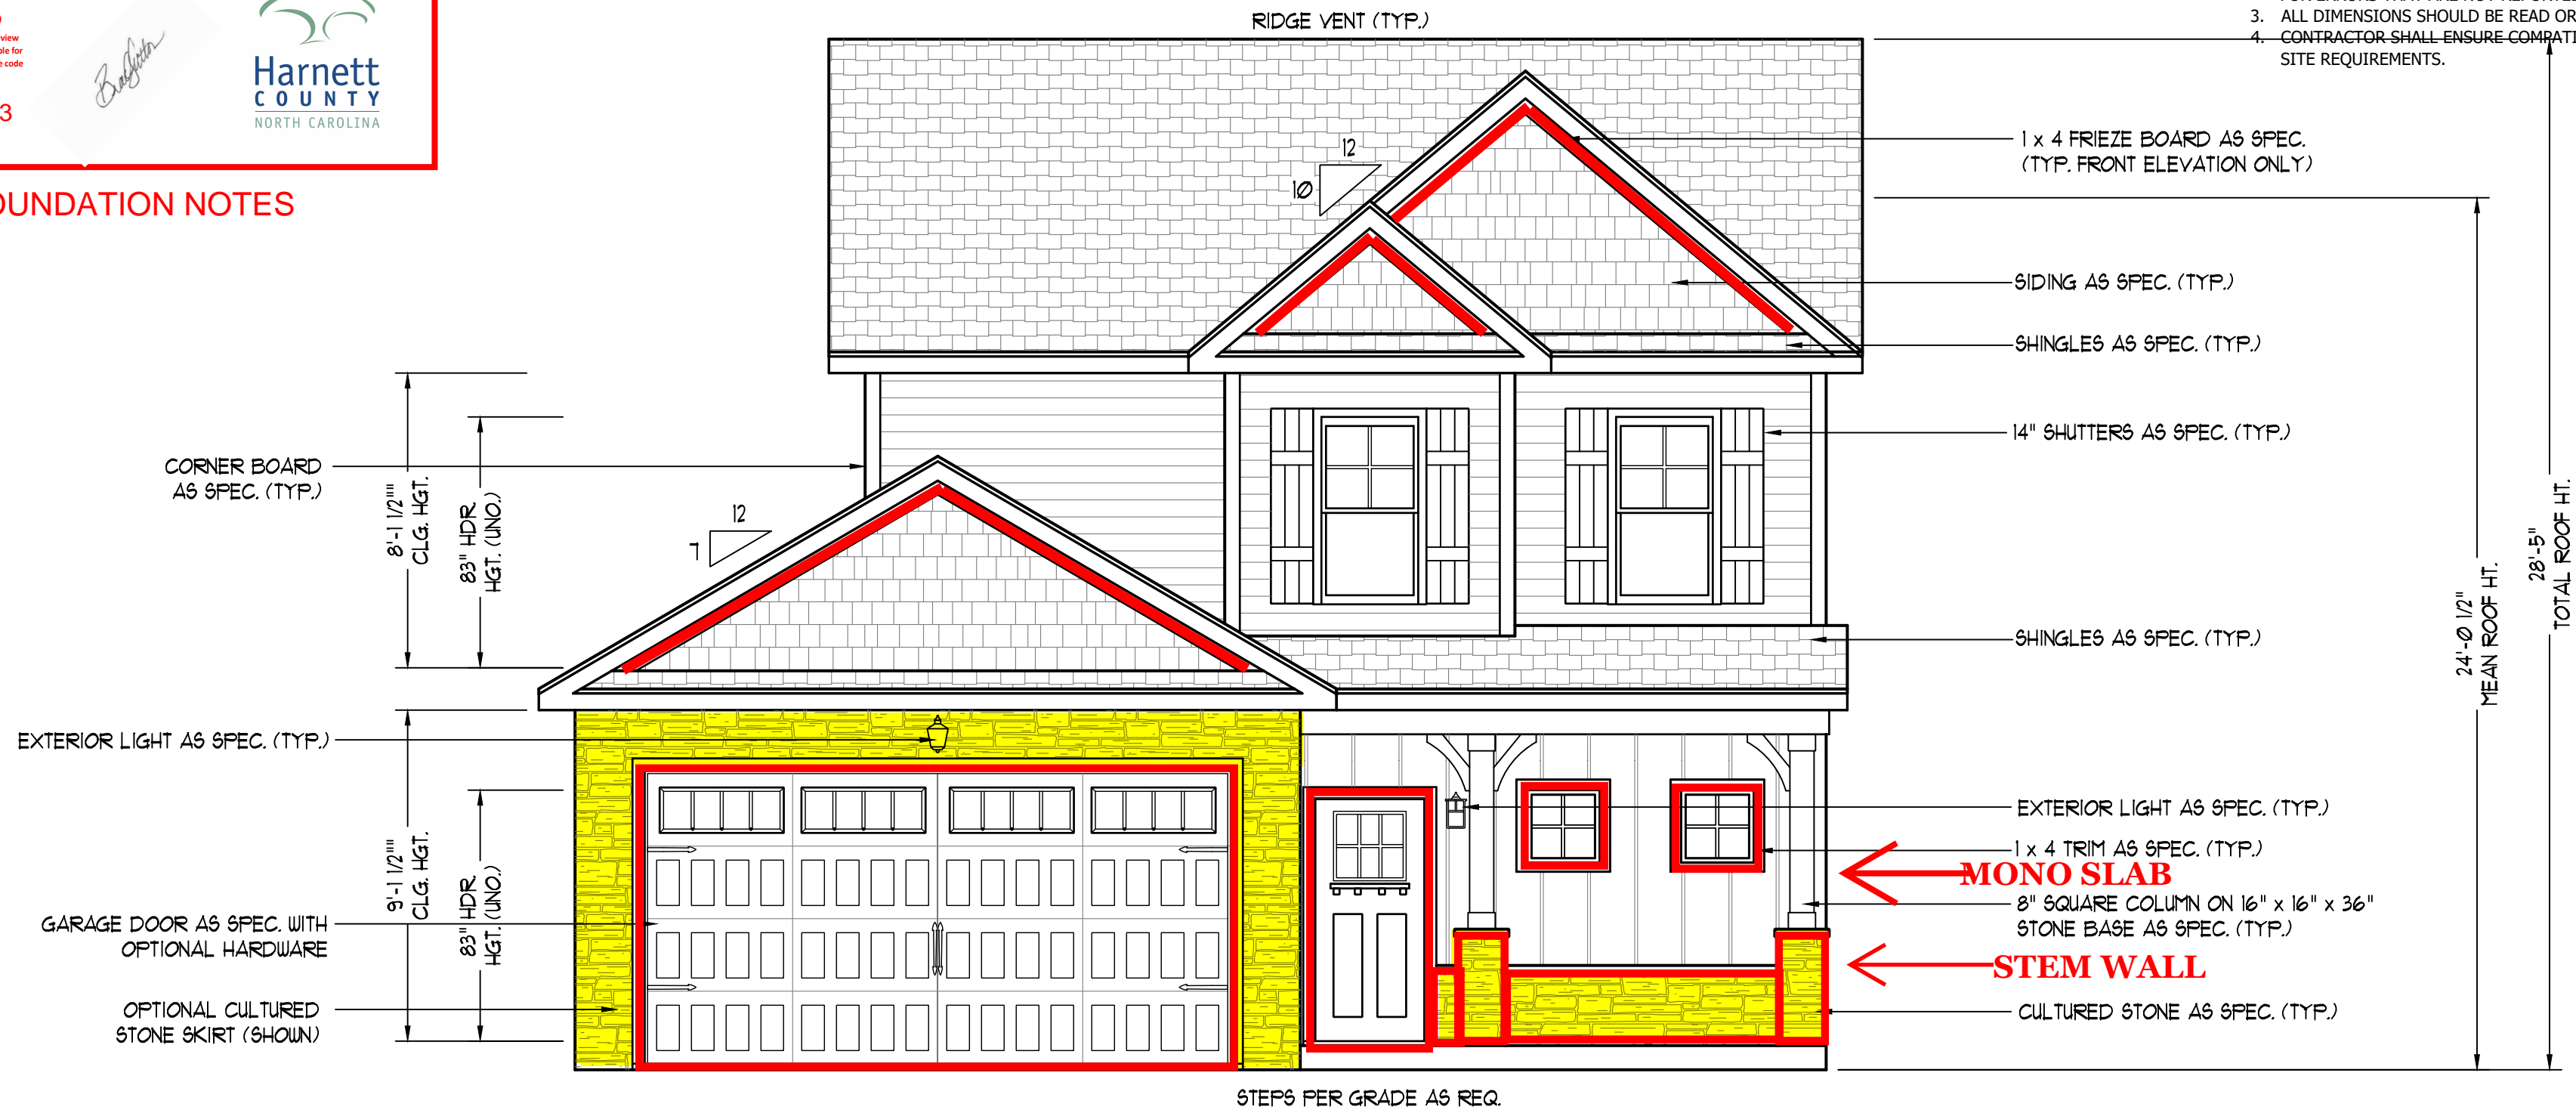 view
ble for
e code
3
Harnett
COUNTY
NORTH CAROLINA
OUNDATION NOTES
RIDGE VENT (TYP.)
3. ALL DIMENSIONS SHOULD BE READ OR
4. CONTRACTOR SHALL ENSURE COMPATI
SITE REQUIREMENTS.
12
10
1 x 4 FRIEZE BOARD AS SPEC.
(TYP. FRONT ELEVATION ONLY)
SIDING AS SPEC. (TYP.)
SHINGLES AS SPEC. (TYP.)
14" SHUTTERS AS SPEC. (TYP.)
CORNER BOARD
AS SPEC. (TYP.)
8'-1 1/2""
CLG. HGT.
83" HDR.
HGT. (UNO.)
12
7
SHINGLES AS SPEC. (TYP.)
24'-0 1/2"
MEAN ROOF HT.
28'-5"
TOTAL ROOF HT.
EXTERIOR LIGHT AS SPEC. (TYP.)
9'-1 1/2""
CLG. HGT.
83" HDR.
HGT. (UNO.)
GARAGE DOOR AS SPEC. WITH
OPTIONAL HARDWARE
OPTIONAL CULTURED
STONE SKIRT (SHOWN)
EXTERIOR LIGHT AS SPEC. (TYP.)
1 x 4 TRIM AS SPEC. (TYP.)
MONO SLAB
8" SQUARE COLUMN ON 16" x 16" x 36"
STONE BASE AS SPEC. (TYP.)
STEM WALL
CULTURED STONE AS SPEC. (TYP.)
STEPS PER GRADE AS REQ.